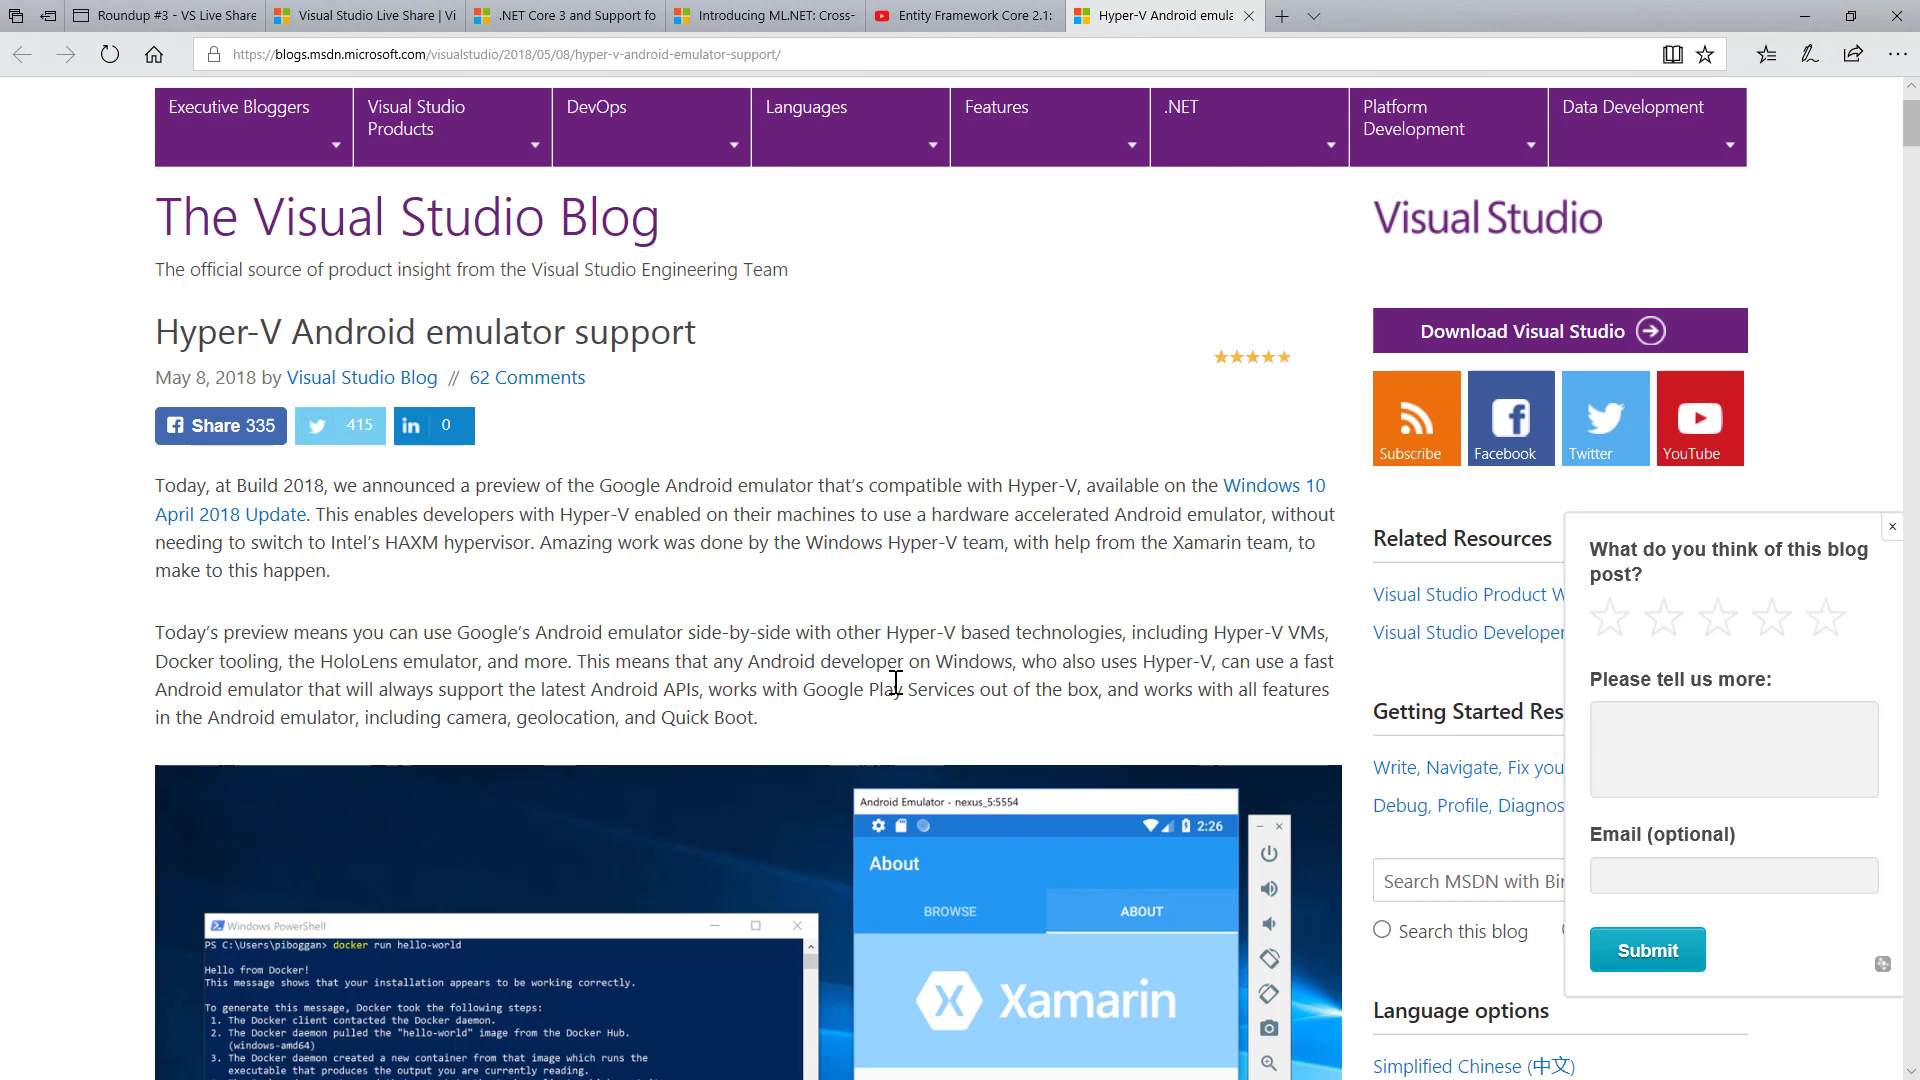 Roundup #3 - VS Live Share
Visual Studio Live Share | Vi
.NET Core 3 and Support fo
Introducing ML.NET: Cross-
Entity Framework Core 2.1:
Hyper-V Android emula
https://blogs.msdn.microsoft.com/visualstudio/2018/05/08/hyper-v-android-emulator-support/
Executive Bloggers
Visual Studio
Products
DevOps
Languages
Features
.NET
Platform
Development
Data Development
The Visual Studio Blog
The official source of product insight from the Visual Studio Engineering Team
Hyper-V Android emulator support
May 8, 2018 by Visual Studio Blog // 62 Comments
Share 335
415
in 0
Today, at Build 2018, we announced a preview of the Google Android emulator that's compatible with Hyper-V, available on the Windows 10
April 2018 Update. This enables developers with Hyper-V enabled on their machines to use a hardware accelerated Android emulator, without
needing to switch to Intel's HAXM hypervisor. Amazing work was done by the Windows Hyper-V team, with help from the Xamarin team, to
make to this happen.
Today's preview means you can use Google's Android emulator side-by-side with other Hyper-V based technologies, including Hyper-V VMs,
Docker tooling, the HoloLens emulator, and more. This means that any Android developer on Windows, who also uses Hyper-V, can use a fast
Android emulator that will always support the latest Android APIs, works with Google Play Services out of the box, and works with all features
in the Android emulator, including camera, geolocation, and Quick Boot.
Windows PowerShell
PS C:\Users\piboggan> docker run hello-world
Hello from Docker!
This message shows that your installation appears to be working correctly.
To generate this message, Docker took the following steps:
1. The Docker client contacted the Docker daemon.
2. The Docker daemon pulled the "hello-world" image from the Docker Hub.
(windows-amd64)
3. The Docker daemon created a new container from that image which runs the
executable that produces the output you are currently reading.
Android Emulator - nexus_5:5554
2:26
About
BROWSE
ABOUT
Xamarin
Visual Studio
Download Visual Studio
Subscribe
Facebook
Twitter
YouTube
Related Resources
Visual Studio Product W
Visual Studio Developer
Getting Started Res
Write, Navigate, Fix you
Debug, Profile, Diagnos
Search MSDN with Bin
Search this blog
Language options
Simplified Chinese (中文)
What do you think of this blog
post?
Please tell us more:
Email (optional)
Submit